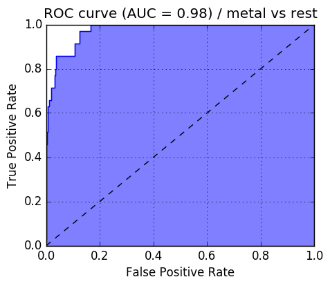 ROC curve (AUC = 0.98) / metal vs rest
1.0
0.8
0.6
0.4
0.2
0.0
True Positive Rate
0.0 0.2 0.4 0.6 0.8 1.0
False Positive Rate